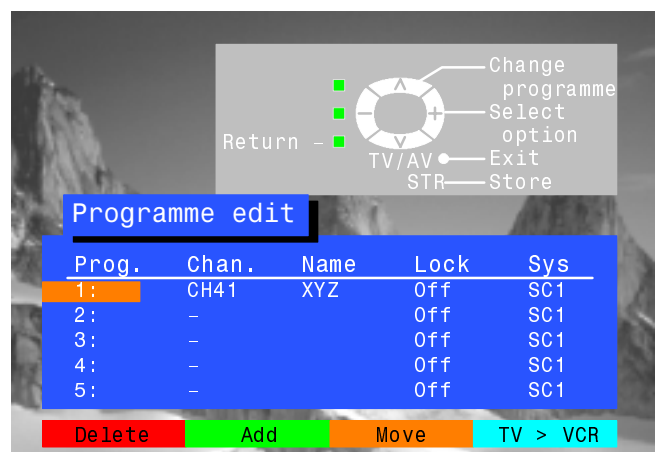 Change
programme
Select
option
Return –
TV/AV Exit
STR Store
Programme edit
Prog. Chan. Name Lock Sys
1: CH41 XYZ Off SC1
2: – Off SC1
3: – Off SC1
4: – Off SC1
5: – Off SC1
Delete Add Move TV > VCR